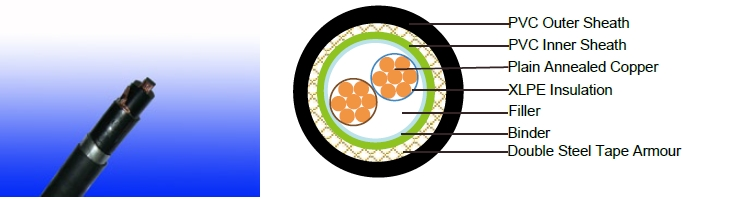 PVC Outer Sheath
PVC Inner Sheath
Plain Annealed Copper
XLPE Insulation
Filler
Binder
Double Steel Tape Armour